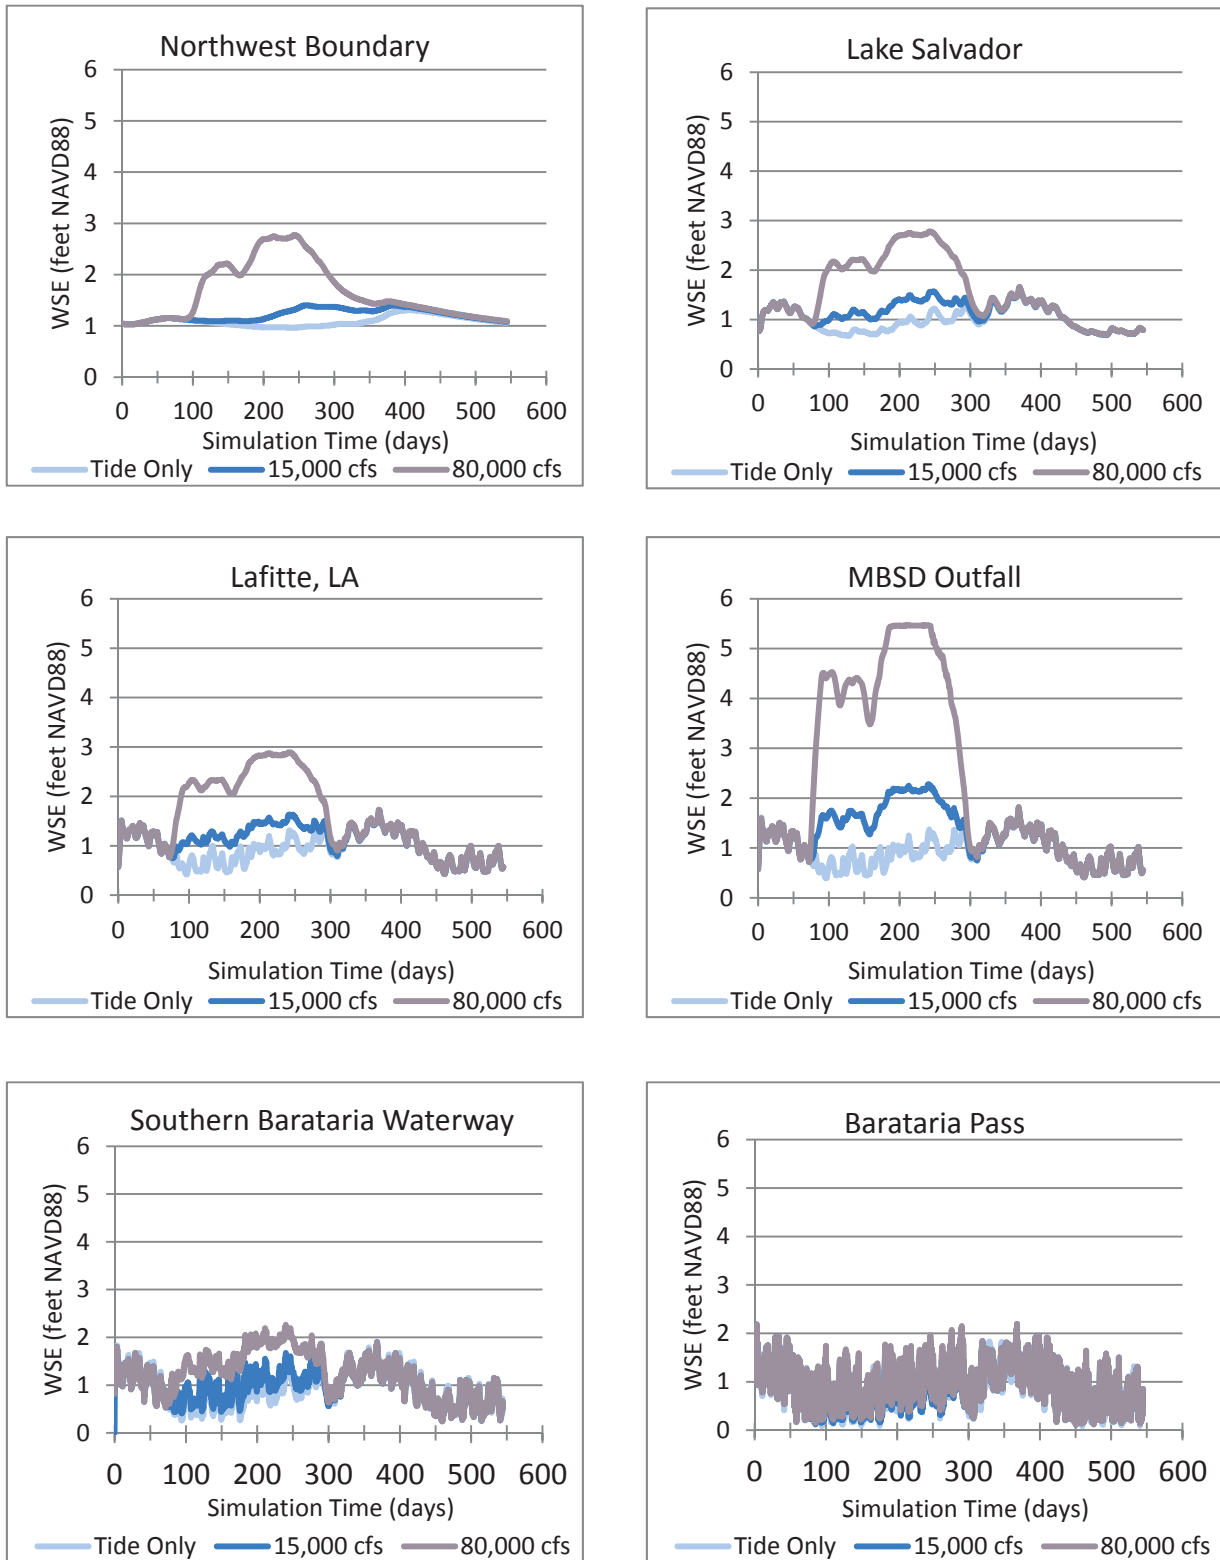 Northwest Boundary
WSE (feet NAVD88)
6
5
4
3
2
1
0
0 100 200 300 400 500 600
Simulation Time (days)
Tide Only 15,000 cfs 80,000 cfs
Lake Salvador
WSE (feet NAVD88)
6
5
4
3
2
1
0
0 100 200 300 400 500 600
Simulation Time (days)
Tide Only 15,000 cfs 80,000 cfs
Lafitte, LA
WSE (feet NAVD88)
6
5
4
3
2
1
0
0 100 200 300 400 500 600
Simulation Time (days)
Tide Only 15,000 cfs 80,000 cfs
MBSD Outfall
WSE (feet NAVD88)
6
5
4
3
2
1
0
0 100 200 300 400 500 600
Simulation Time (days)
Tide Only 15,000 cfs 80,000 cfs
Southern Barataria Waterway
WSE (feet NAVD88)
6
5
4
3
2
1
0
0 100 200 300 400 500 600
Simulation Time (days)
Tide Only 15,000 cfs 80,000 cfs
Barataria Pass
WSE (feet NAVD88)
6
5
4
3
2
1
0
0 100 200 300 400 500 600
Simulation Time (days)
Tide Only 15,000 cfs 80,000 cfs